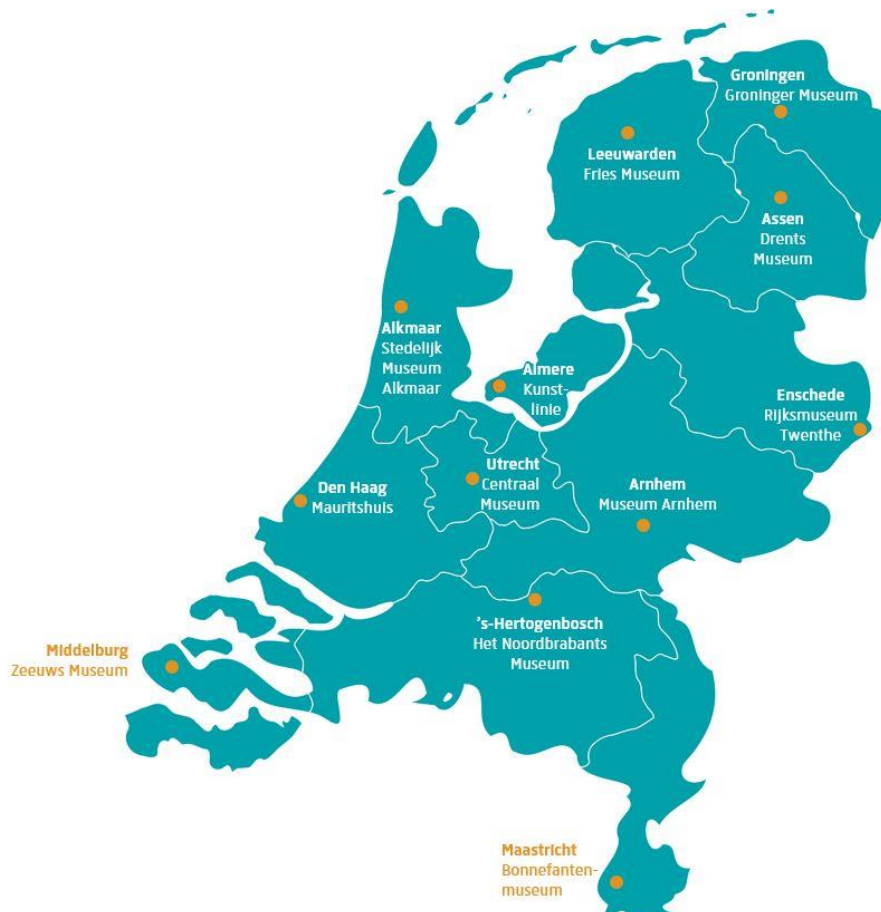 Groningen
Groninger Museum
Leeuwarden
Fries Museum
Assen
Drents
Museum
Alkmaar
Stedelijk
Museum
Alkmaar
Almere
Kunst-
linie
Enschede
Rijksmuseum
Twenthe
Utrecht
Centraal
Museum
Den Haag
Mauritshuis
Arnhem
Museum Arnhem
's-Hertogenbosch
Het Noordbrabants
Museum
Middelburg
Zeeuws Museum
Maastricht
Bonnefanten-
museum